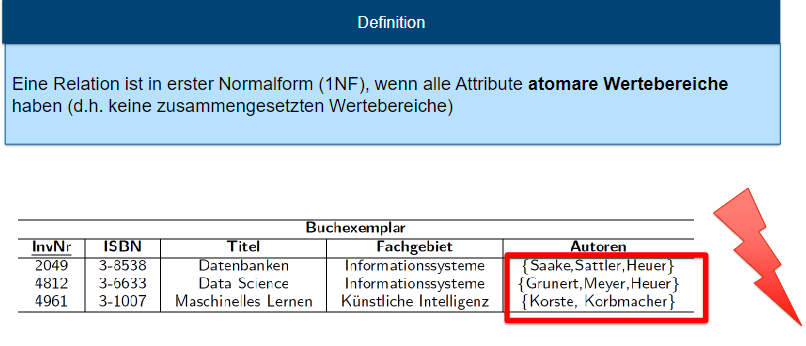 Definition
Eine Relation ist in erster Normalform (1NF), wenn alle Attribute atomare Wertebereiche
haben (d.h. keine zusammengesetzten Wertebereiche)
Buchexemplar
InvNr ISBN Titel Fachgebiet Autoren
2049 3-8538 Datenbanken Informationssysteme {Saake,Sattler,Heuer}
4812 3-6633 Data Science Informationssysteme {Grunert,Meyer,Heuer}
4961 3-1007 Maschinelles Lernen Künstliche Intelligenz {Korste, Korbmacher}